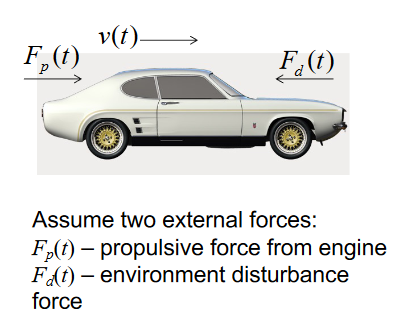 v(t)
F_p(t)
F_d(t)
Assume two external forces:
F_p(t) – propulsive force from engine
F_d(t) – environment disturbance
force